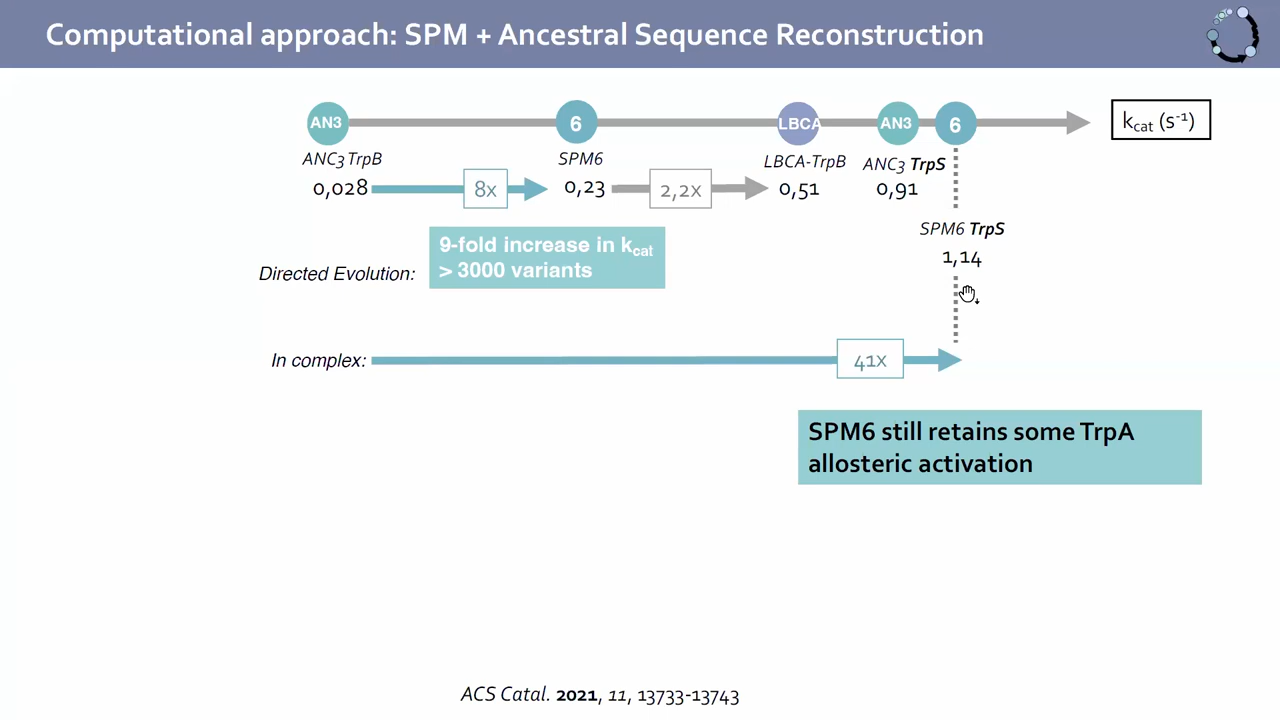 Computational approach: SPM + Ancestral Sequence Reconstruction
AN3
6
LBCA
AN3
6
kcat (s-1)
ANC3 TrpB
SPM6
LBCA-TrpB
ANC3 TrpS
0,028
8x
0,23
2,2x
0,51
0,91
SPM6 TrpS
1,14
Directed Evolution:
9-fold increase in kcat
> 3000 variants
In complex:
41x
SPM6 still retains some TrpA
allosteric activation
ACS Catal. 2021, 11, 13733-13743